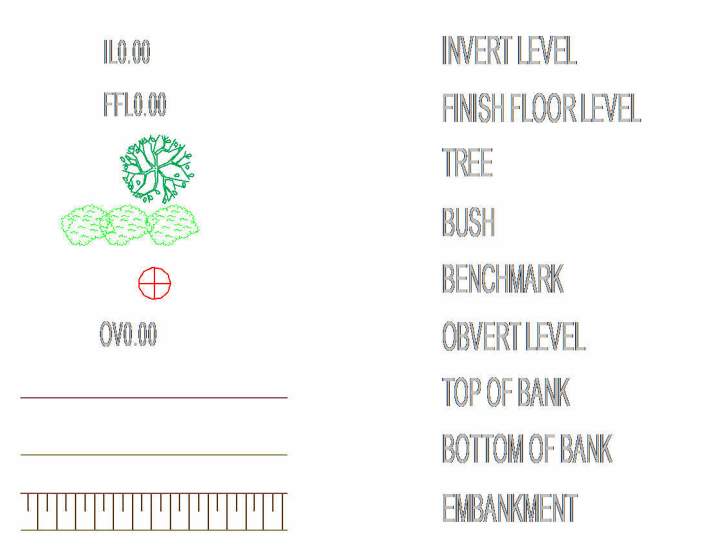 IL0.00 INVERT LEVEL
FFL0.00 FINISH FLOOR LEVEL
TREE
BUSH
BENCHMARK
OV0.00 OBVERT LEVEL
TOP OF BANK
BOTTOM OF BANK
EMBANKMENT